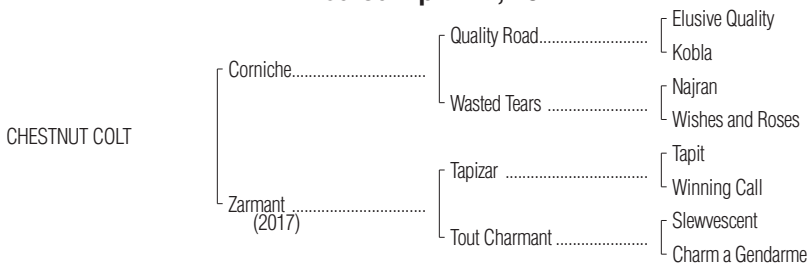 Elusive Quality
Quality Road
Kobla
Corniche
Najran
Wasted Tears
Wishes and Roses
CHESTNUT COLT
Tapit
Tapizar
Winning Call
Zarmant
(2017)
Slewvescent
Tout Charmant
Charm a Gendarme